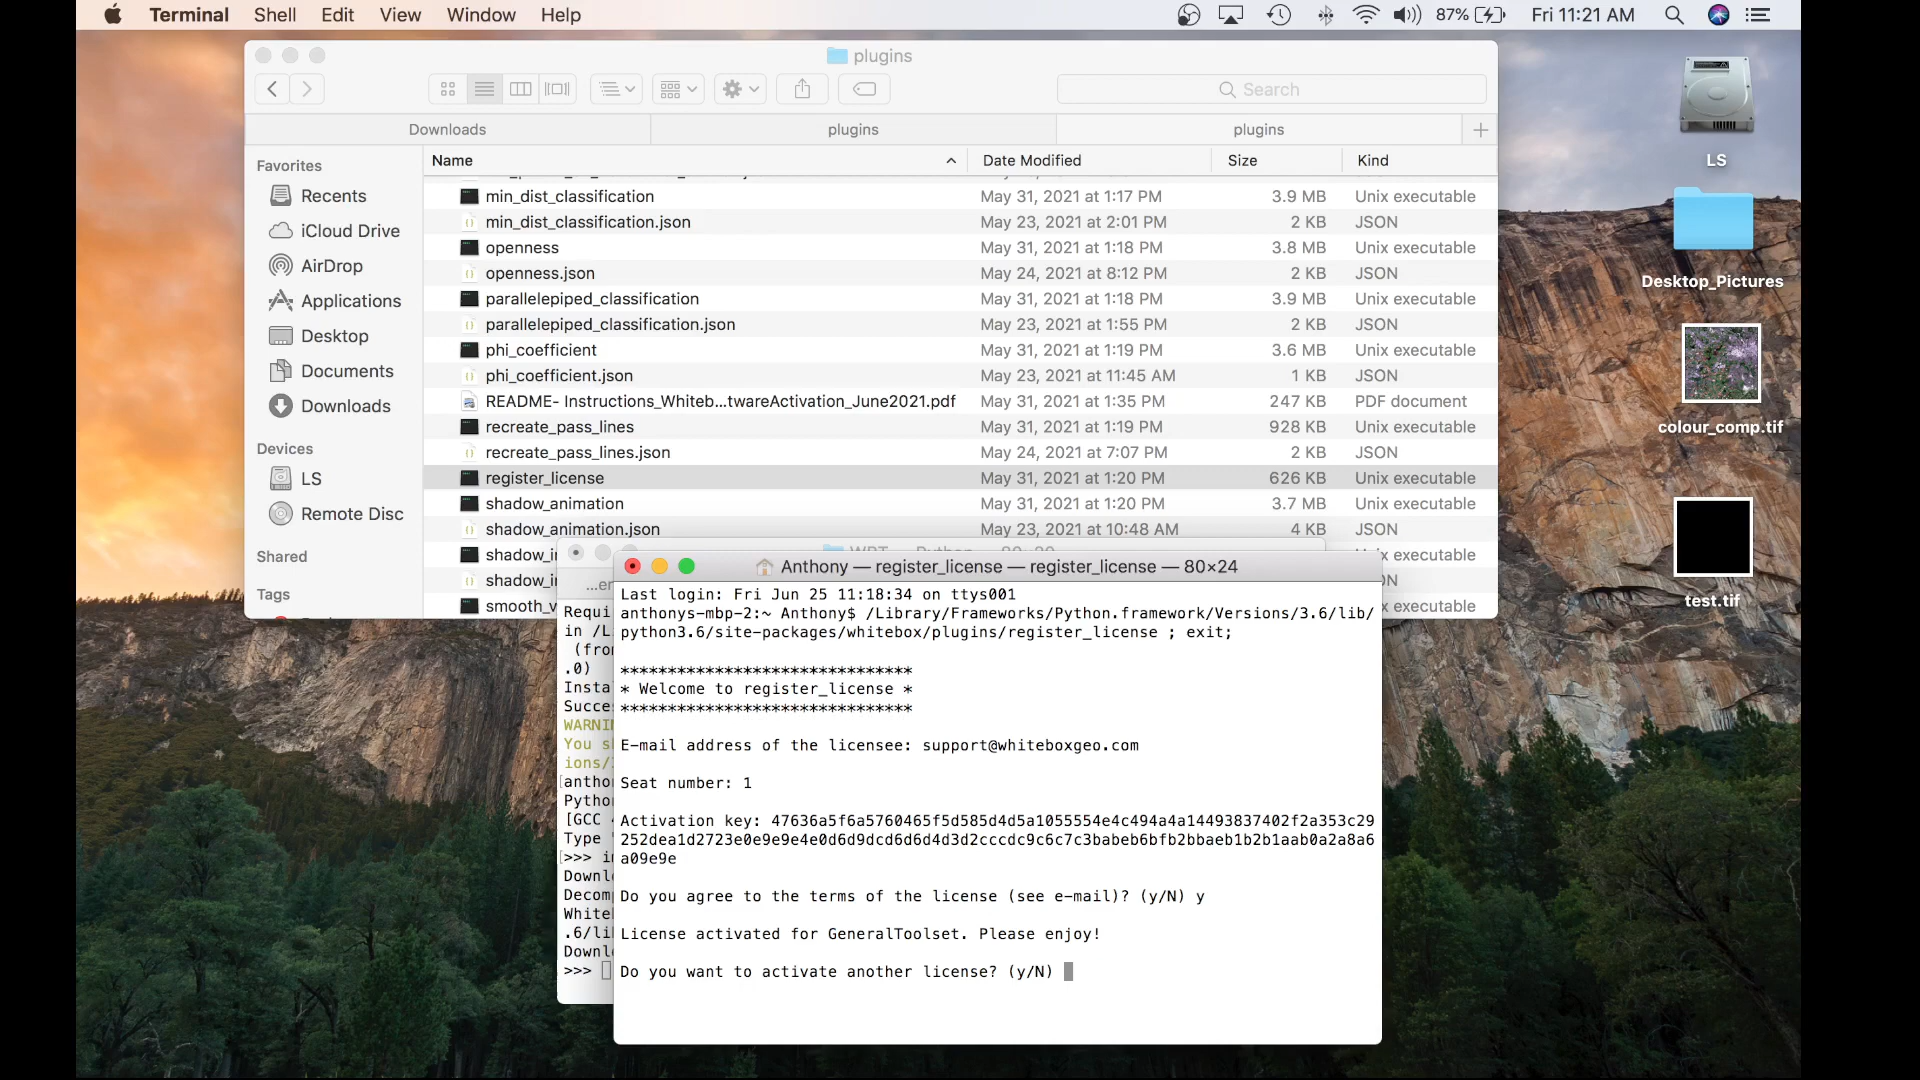 Terminal Shell Edit View Window Help 87% Fri 11:21 AM
plugins
Search
Downloads plugins plugins
Favorites
Recents
iCloud Drive
AirDrop
Applications
Desktop
Documents
Downloads
Devices
LS
Remote Disc
Shared
Tags
Name Date Modified Size Kind
min_dist_classification May 31, 2021 at 1:17 PM 3.9 MB Unix executable
min_dist_classification.json May 23, 2021 at 2:01 PM 2 KB JSON
openness May 31, 2021 at 1:18 PM 3.8 MB Unix executable
openness.json May 24, 2021 at 8:12 PM 2 KB JSON
parallelepiped_classification May 31, 2021 at 1:18 PM 3.9 MB Unix executable
parallelepiped_classification.json May 23, 2021 at 1:55 PM 2 KB JSON
phi_coefficient May 31, 2021 at 1:19 PM 3.6 MB Unix executable
phi_coefficient.json May 23, 2021 at 11:45 AM 1 KB JSON
README- Instructions_Whiteb...twareActivation_June2021.pdf May 31, 2021 at 1:35 PM 247 KB PDF document
recreate_pass_lines May 31, 2021 at 1:19 PM 928 KB Unix executable
recreate_pass_lines.json May 24, 2021 at 7:07 PM 2 KB JSON
register_license May 31, 2021 at 1:20 PM 626 KB Unix executable
shadow_animation May 31, 2021 at 1:20 PM 3.7 MB Unix executable
shadow_animation.json May 23, 2021 at 10:48 AM 4 KB JSON
LS
Desktop_Pictures
colour_comp.tif
test.tif
Anthony — register_license — register_license — 80×24
Last login: Fri Jun 25 11:18:34 on ttys001
anthonys-mbp-2:~ Anthony$ /Library/Frameworks/Python.framework/Versions/3.6/lib/
python3.6/site-packages/whitebox/plugins/register_license ; exit;
*******************************
* Welcome to register_license *
*******************************
E-mail address of the licensee: support@whiteboxgeo.com
Seat number: 1
Activation key: 47636a5f6a5760465f5d585d4d5a1055554e4c494a4a14493837402f2a353c29
252dea1d2723e0e9e9e4e0d6d9dcd6d6d4d3d2cccdc9c6c7c3babeb6bfb2bbaeb1b2b1aab0a2a8a6
a09e9e
Do you agree to the terms of the license (see e-mail)? (y/N) y
License activated for GeneralToolset. Please enjoy!
Do you want to activate another license? (y/N)